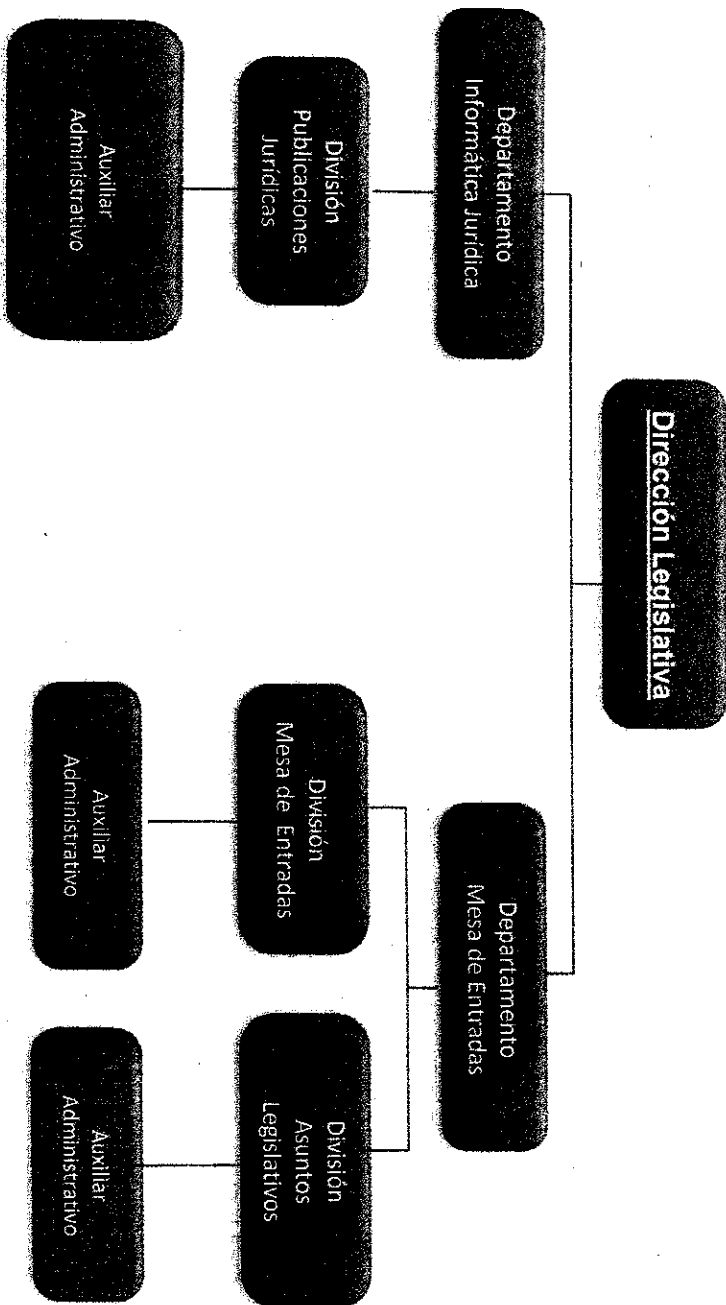 Dirección Legislativa
Departamento
Informática Jurídica
Departamento
Mesa de Entradas
División
Publicaciones
Jurídicas
División
Mesa de Entradas
División
Asuntos
Legislativos
Auxiliar
Administrativo
Auxiliar
Administrativo
Auxiliar
Administrativo